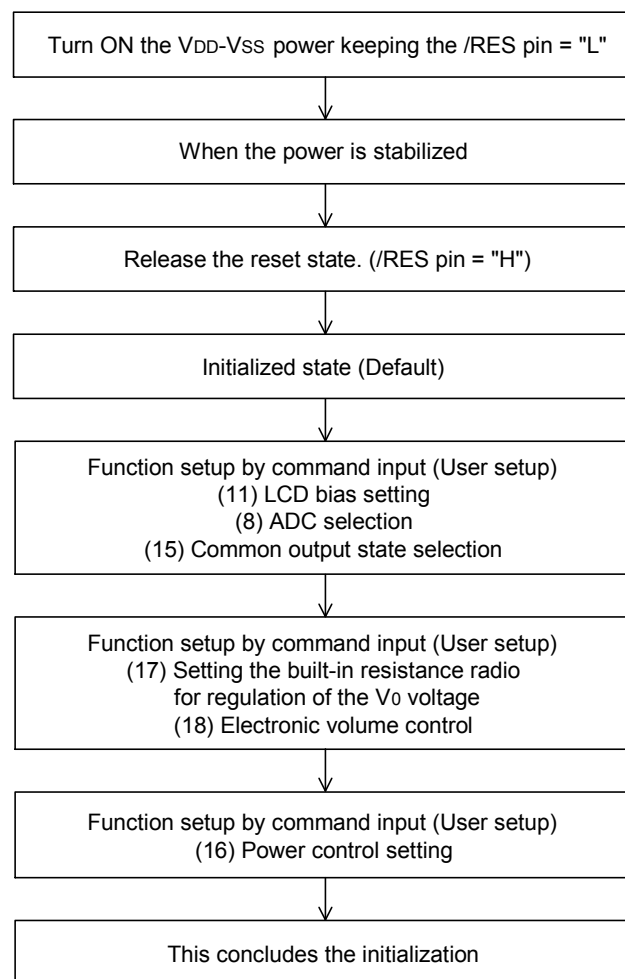 Turn ON the VDD-VSS power keeping the /RES pin = "L"
When the power is stabilized
Release the reset state. (/RES pin = "H")
Initialized state (Default)
Function setup by command input (User setup)
(11) LCD bias setting
(8) ADC selection
(15) Common output state selection
Function setup by command input (User setup)
(17) Setting the built-in resistance radio
for regulation of the V0 voltage
(18) Electronic volume control
Function setup by command input (User setup)
(16) Power control setting
This concludes the initialization